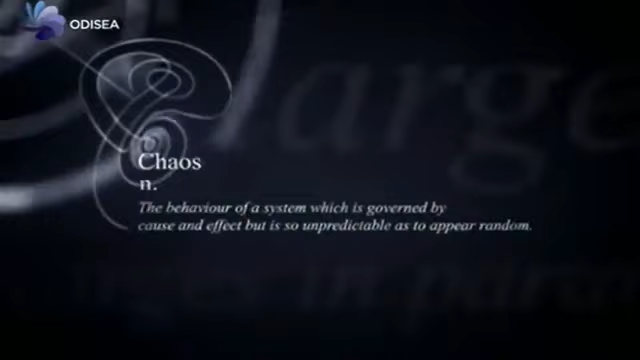 ODISEA
large
Chaos
n.
The behaviour of a system which is governed by
cause and effect but is so unpredictable as to appear random.